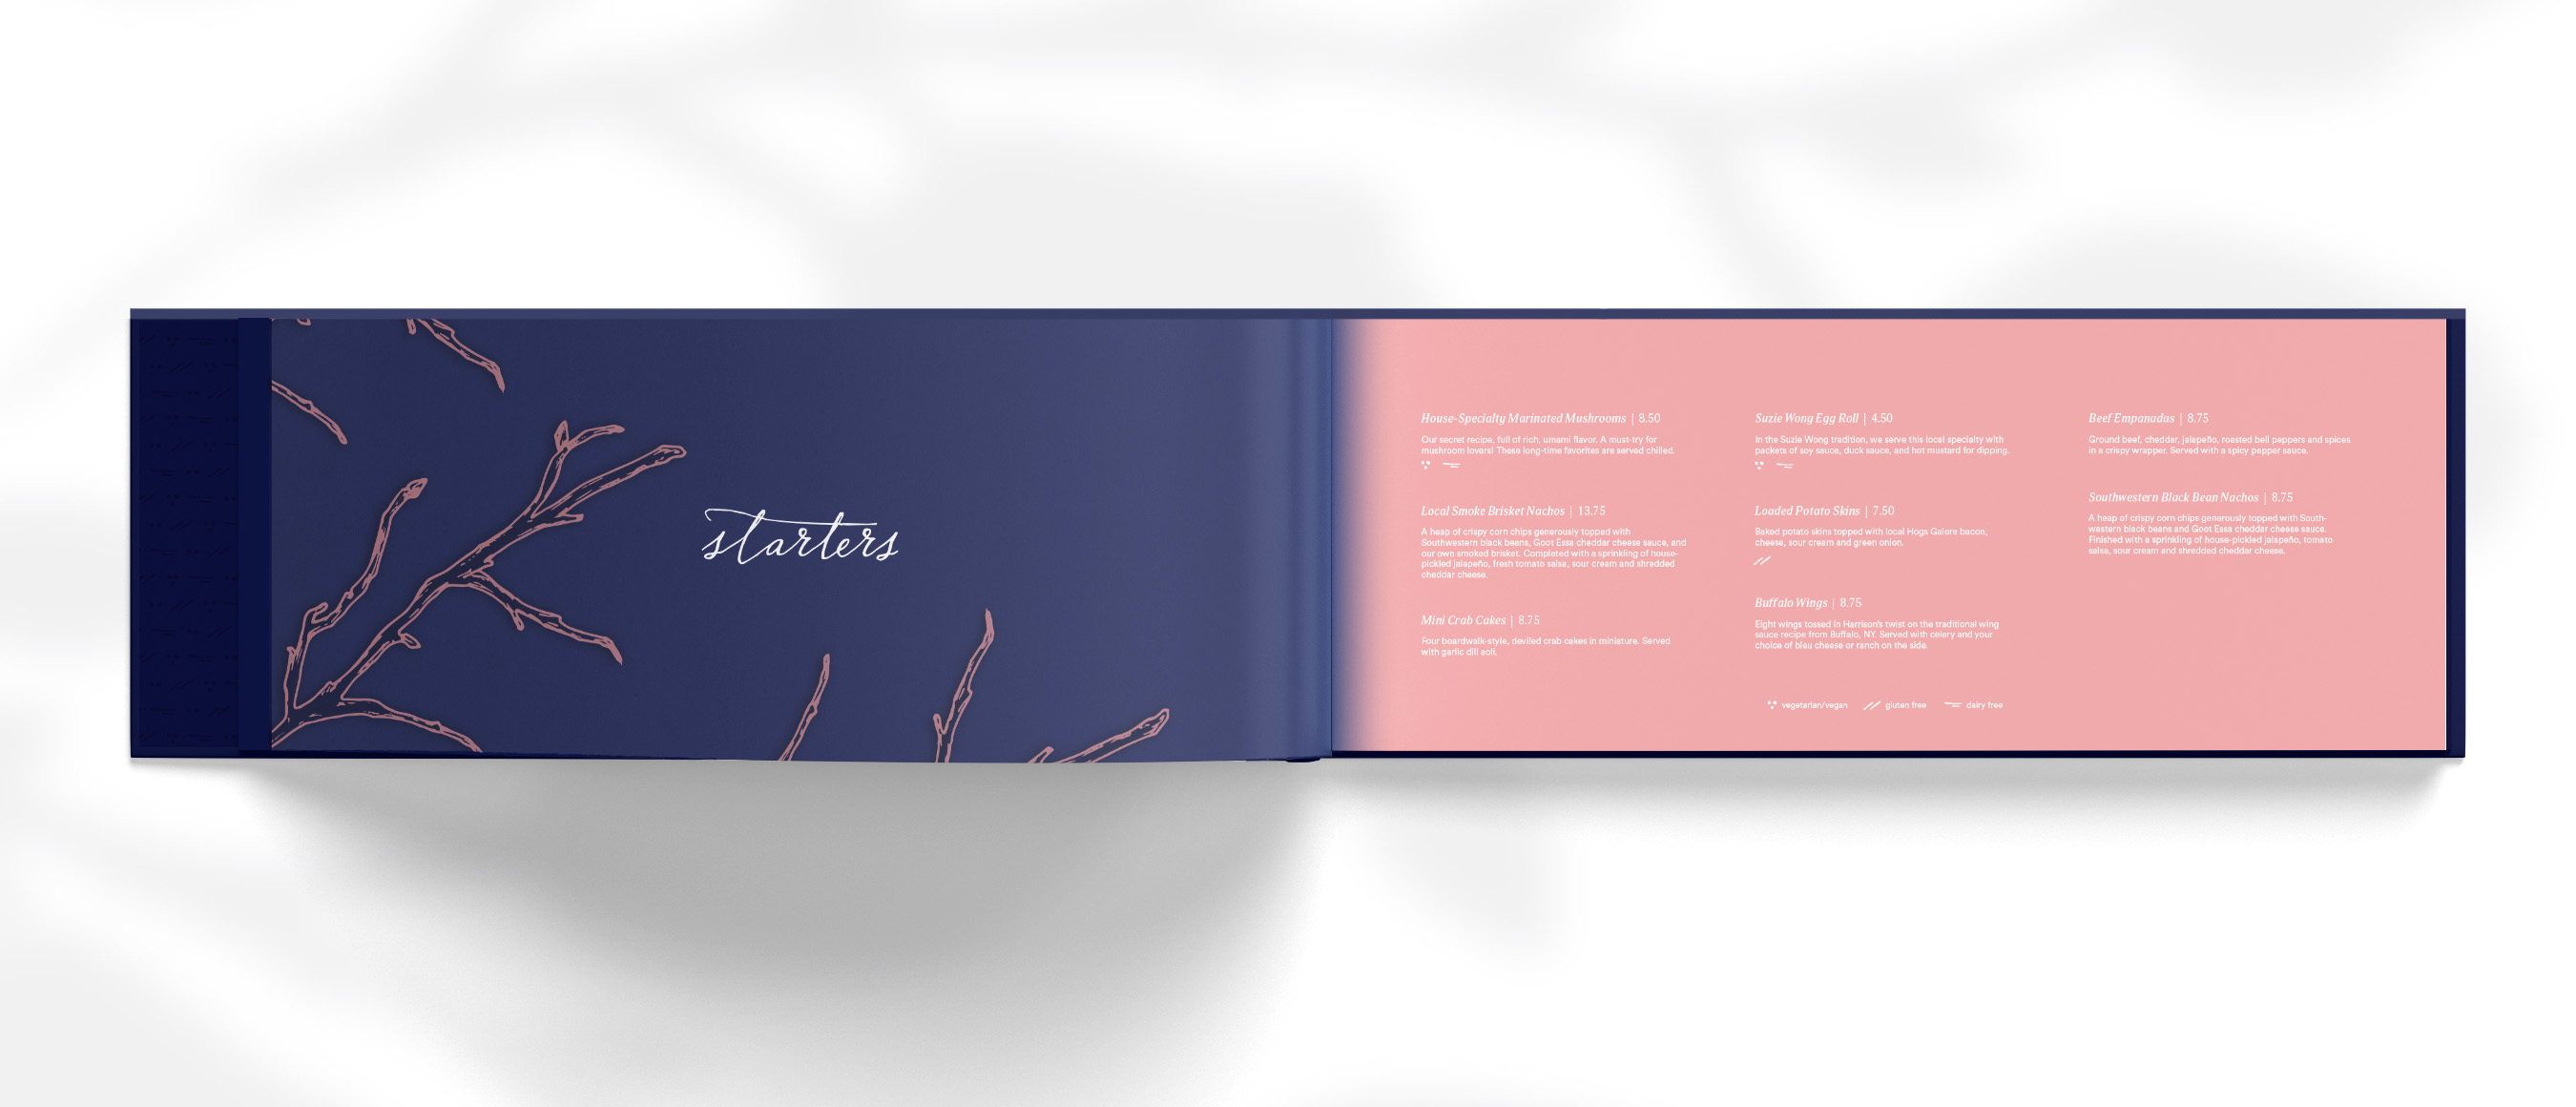 starters
House-Specialty Marinated Mushrooms | 8.50
Our secret recipe, full of rich, umami flavor. A must-try for
mushroom lovers! These long-time favorites are served chilled.
Local Smoke Brisket Nachos | 13.75
A heap of crispy corn chips generously topped with
Southwestern black beans, Goot Essa cheddar cheese sauce, and
our own smoked brisket. Completed with a sprinkling of house-
pickled jalapeño, fresh tomato salsa, sour cream and shredded
cheddar cheese.
Mini Crab Cakes | 8.75
Four boardwalk-style, deviled crab cakes in miniature. Served
with garlic dill aoli.
Suzie Wong Egg Roll | 4.50
In the Suzie Wong tradition, we serve this local specialty with
packets of soy sauce, duck sauce, and hot mustard for dipping.
Loaded Potato Skins | 7.50
Baked potato skins topped with local Hogs Galore bacon,
cheese, sour cream and green onion.
Buffalo Wings | 8.75
Eight wings tossed in Harrison's twist on the traditional wing
sauce recipe from Buffalo, NY. Served with celery and your
choice of bleu cheese or ranch on the side.
Beef Empanadas | 8.75
Ground beef, cheddar, jalapeño, roasted bell peppers and spices
in a crispy wrapper. Served with a spicy pepper sauce.
Southwestern Black Bean Nachos | 8.75
A heap of crispy corn chips generously topped with South-
western black beans and Goot Essa cheddar cheese sauce.
Finished with a sprinkling of house-pickled jalapeño, tomato
salsa, sour cream and shredded cheddar cheese.
vegetarian/vegan gluten free dairy free